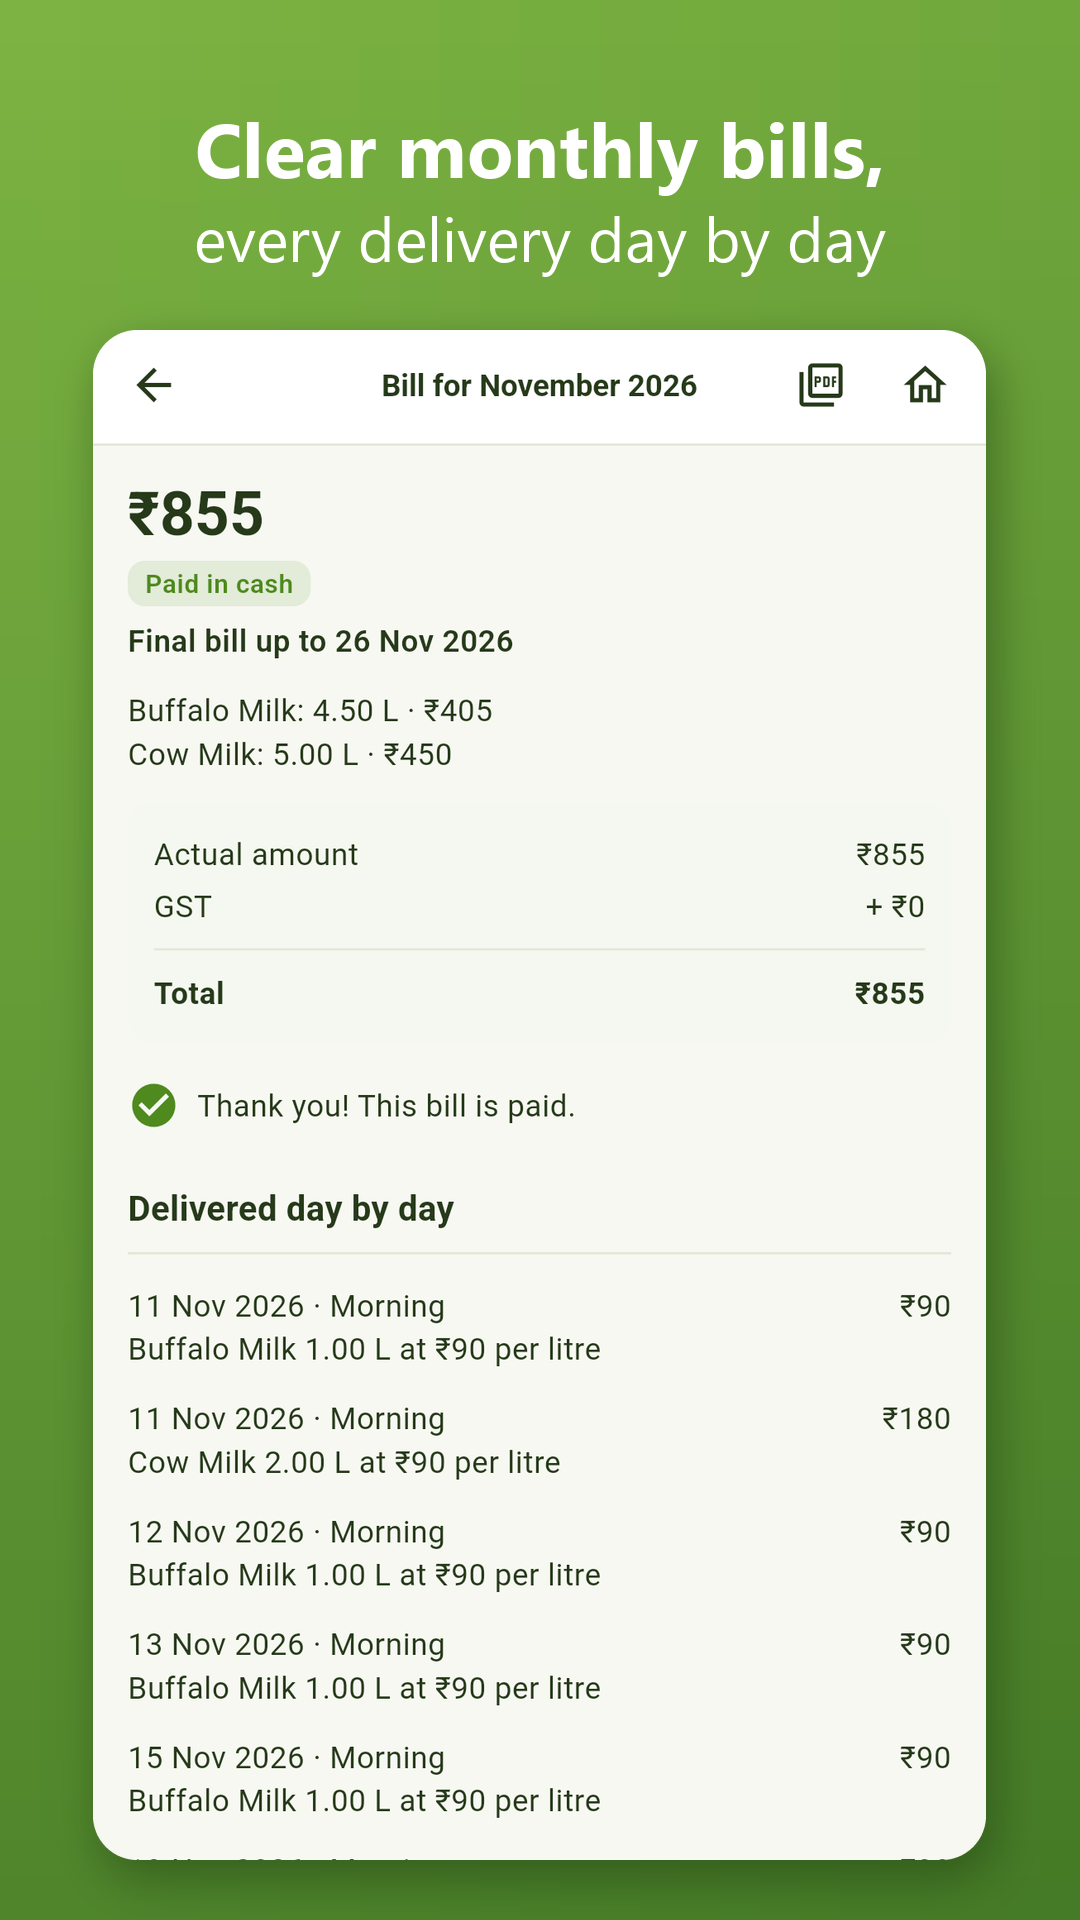 Clear monthly bills,
every delivery day by day
Bill for November 2026
PDF
₹855
Paid in cash
Final bill up to 26 Nov 2026
Buffalo Milk: 4.50 L · ₹405
Cow Milk: 5.00 L · ₹450
Actual amount ₹855
GST + ₹0
Total ₹855
Thank you! This bill is paid.
Delivered day by day
11 Nov 2026 · Morning ₹90
Buffalo Milk 1.00 L at ₹90 per litre
11 Nov 2026 · Morning ₹180
Cow Milk 2.00 L at ₹90 per litre
12 Nov 2026 · Morning ₹90
Buffalo Milk 1.00 L at ₹90 per litre
13 Nov 2026 · Morning ₹90
Buffalo Milk 1.00 L at ₹90 per litre
15 Nov 2026 · Morning ₹90
Buffalo Milk 1.00 L at ₹90 per litre